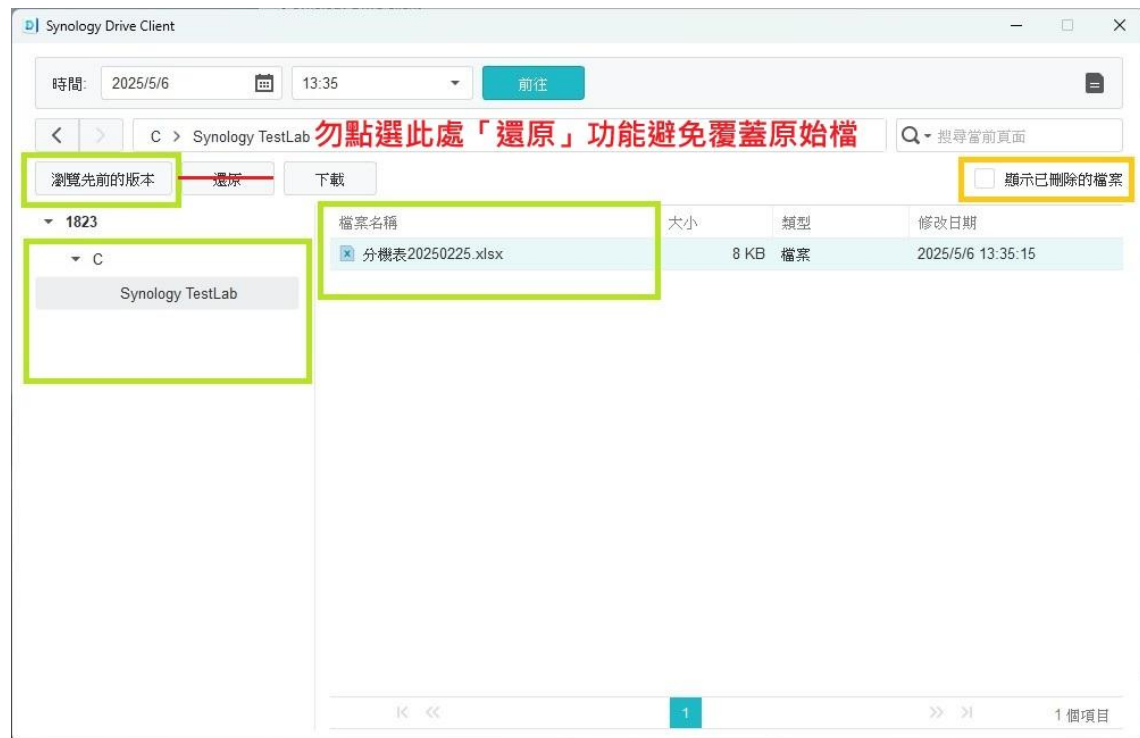 Synology Drive Client
時間: 2025/5/6 13:35 前往
C > Synology TestLab 勿點選此處「還原」功能避免覆蓋原始檔 搜尋當前頁面
瀏覽先前的版本 還原 下載 顯示已刪除的檔案
1823 檔案名稱 大小 類型 修改日期
C 分機表20250225.xlsx 8 KB 檔案 2025/5/6 13:35:15
Synology TestLab
1 1 個項目